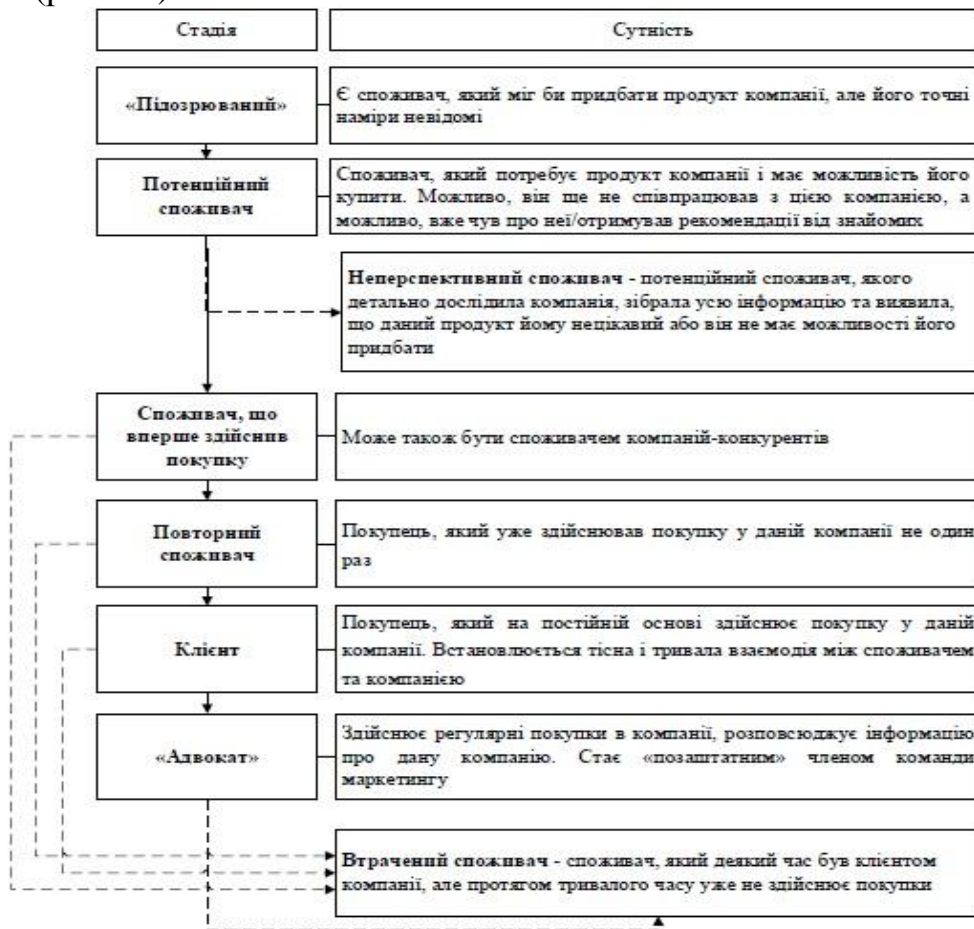 Стадія
Сутність
«Підозрюваний»
Є споживач, який міг би придбати продукт компанії, але його точні
наміри невідомі
Потенційний
споживач
Споживач, який потребує продукт компанії і має можливість його
купити. Можливо, він ще не співпрацював з цією компанією, а
можливо, вже чув про неї/отримував рекомендації від знайомих
Неперспективний споживач - потенційний споживач, якого
детально дослідила компанія, зібрала усю інформацію та виявила,
що даний продукт йому нецікавий або він не має можливості його
придбати
Споживач, що
вперше здійснив
покупку
Може також бути споживачем компаній-конкурентів
Повторний
споживач
Покупець, який уже здійснював покупку у даній компанії не один
раз
Клієнт
Покупець, який на постійній основі здійснює покупку у даній
компанії. Встановлюється тісна і тривала взаємодія між споживачем
та компанією
«Адвокат»
Здійснює регулярні покупки в компанії, розповсюджує інформацію
про дану компанію. Стає «позаштатним» членом команди
маркетингу
Втрачений споживач - споживач, який деякий час був клієнтом
компанії, але протягом тривалого часу уже не здійснює покупки